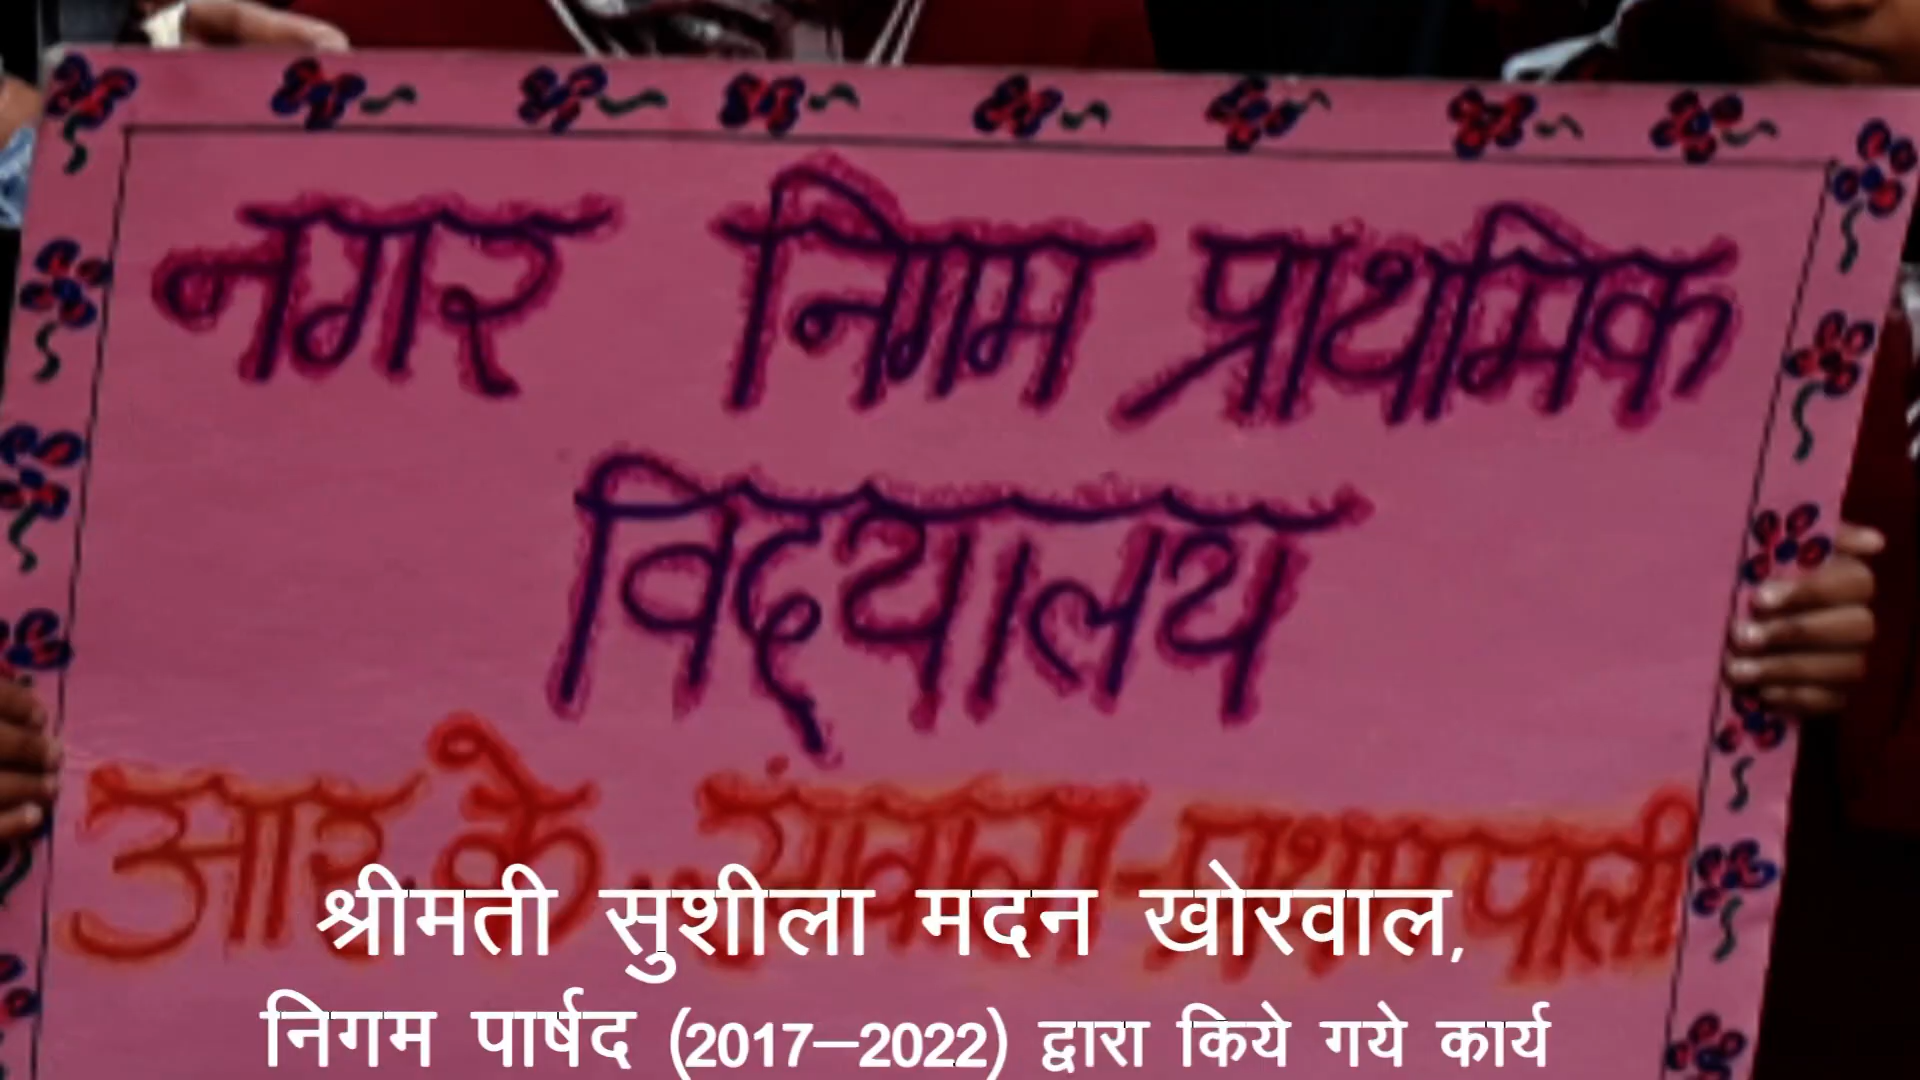 नगर निगम प्राथमिक
विद्यालय
आर के
श्रीमती सुशीला मदन खोरवाल,
निगम पार्षद (2017–2022) द्वारा किये गये कार्य